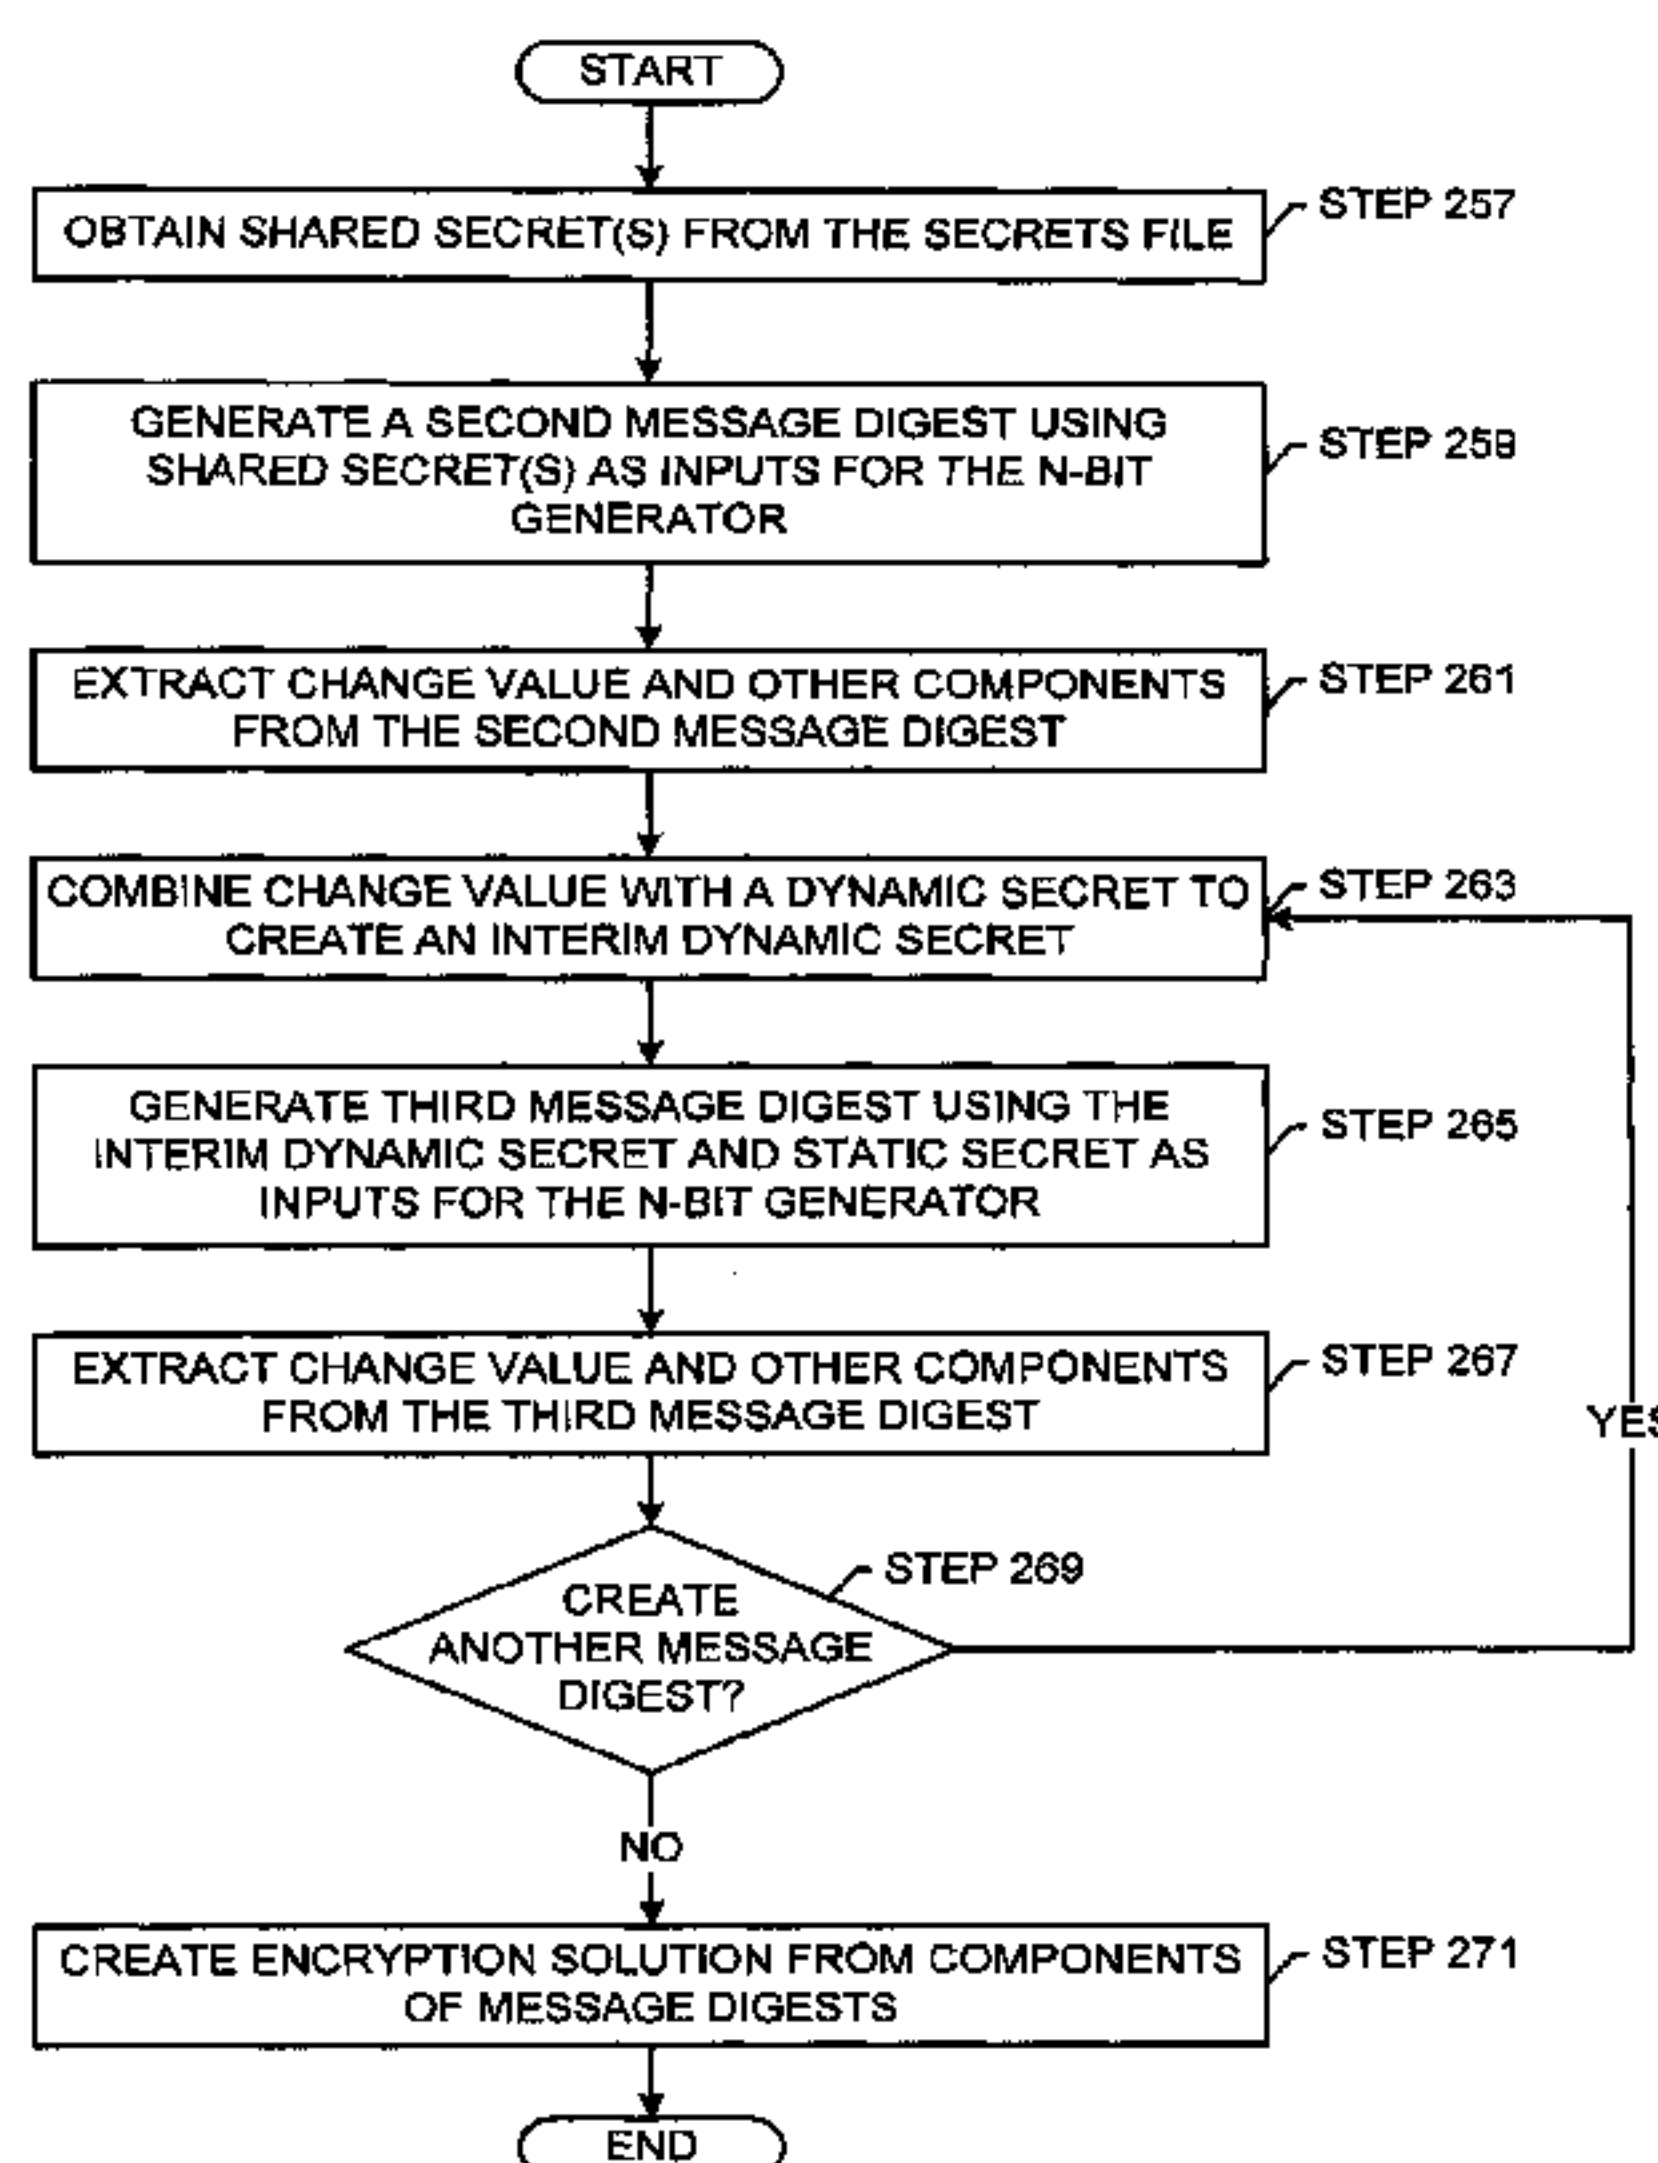 START
OBTAIN SHARED SECRET(S) FROM THE SECRETS FILE
STEP 257
GENERATE A SECOND MESSAGE DIGEST USING
SHARED SECRET(S) AS INPUTS FOR THE N-BIT
GENERATOR
STEP 258
EXTRACT CHANGE VALUE AND OTHER COMPONENTS
FROM THE SECOND MESSAGE DIGEST
STEP 261
COMBINE CHANGE VALUE WITH A DYNAMIC SECRET TO
CREATE AN INTERIM DYNAMIC SECRET
STEP 263
GENERATE THIRD MESSAGE DIGEST USING THE
INTERIM DYNAMIC SECRET AND STATIC SECRET AS
INPUTS FOR THE N-BIT GENERATOR
STEP 265
EXTRACT CHANGE VALUE AND OTHER COMPONENTS
FROM THE THIRD MESSAGE DIGEST
STEP 267
YES
CREATE
ANOTHER MESSAGE
DIGEST?
STEP 269
NO
CREATE ENCRYPTION SOLUTION FROM COMPONENTS
OF MESSAGE DIGESTS
STEP 271
END